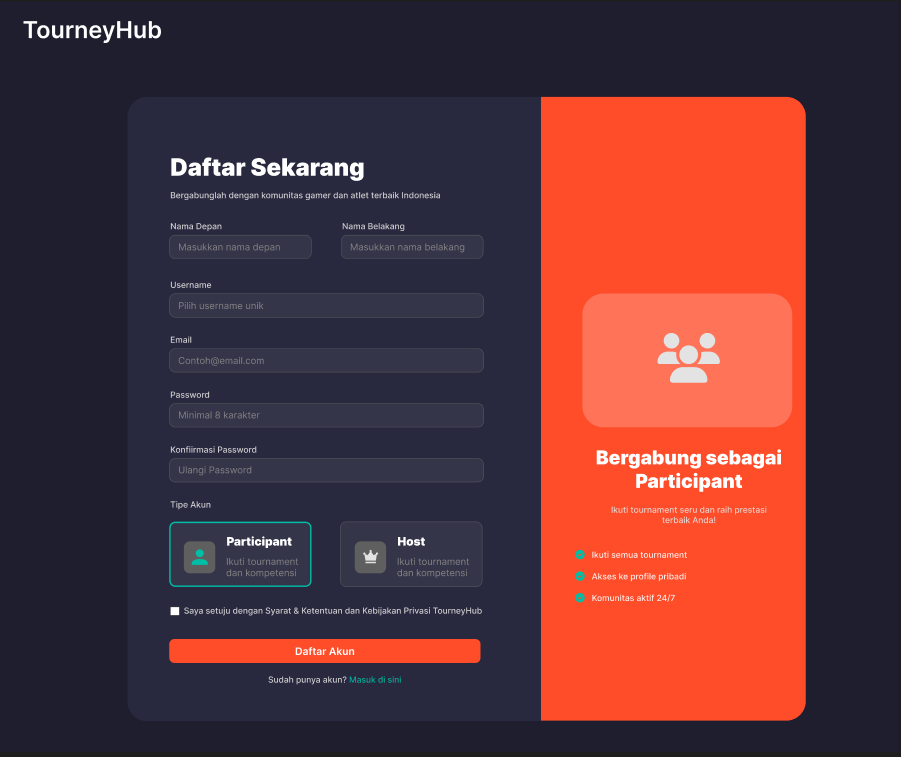 TourneyHub
Daftar Sekarang
Bergabunglah dengan komunitas gamer dan atlet terbaik Indonesia
Nama Depan
Nama Belakang
Masukkan nama depan
Masukkan nama belakang
Username
Pilih username unik
Email
Contoh@email.com
Password
Minimal 8 karakter
Konfiirmasi Password
Ulangi Password
Tipe Akun
Participant
Ikuti tournament
dan kompetensi
Host
Ikuti tournament
dan kompetensi
Saya setuju dengan Syarat & Ketentuan dan Kebijakan Privasi TourneyHub
Daftar Akun
Sudah punya akun? Masuk di sini
Bergabung sebagai
Participant
Ikuti tournament seru dan raih prestasi
terbaik Anda!
Ikuti semua tournament
Akses ke profile pribadi
Komunitas aktif 24/7